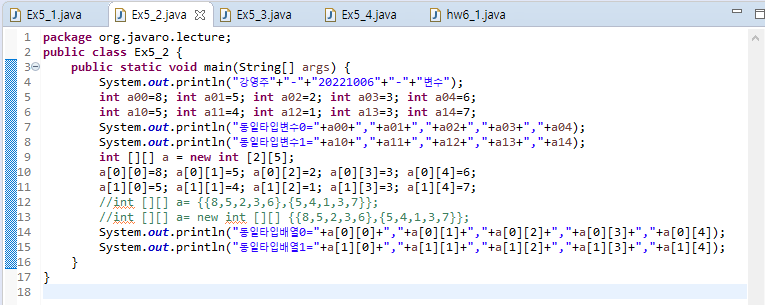 Ex5_1.java Ex5_2.java Ex5_3.java Ex5_4.java hw6_1.java
1 package org.javaro.lecture;
2 public class Ex5_2 {
3 public static void main(String[] args) {
4 System.out.println("강영주"+"-"+"20221006"+"-"+"변수");
5 int a00=8; int a01=5; int a02=2; int a03=3; int a04=6;
6 int a10=5; int a11=4; int a12=1; int a13=3; int a14=7;
7 System.out.println("동일타입변수0="+a00+","+a01+","+a02+","+a03+","+a04);
8 System.out.println("동일타입변수1="+a10+","+a11+","+a12+","+a13+","+a14);
9 int [][] a = new int [2][5];
10 a[0][0]=8; a[0][1]=5; a[0][2]=2; a[0][3]=3; a[0][4]=6;
11 a[1][0]=5; a[1][1]=4; a[1][2]=1; a[1][3]=3; a[1][4]=7;
12 //int [][] a= {{8,5,2,3,6},{5,4,1,3,7}};
13 //int [][] a= new int [][] {{8,5,2,3,6},{5,4,1,3,7}};
14 System.out.println("동일타입배열0="+a[0][0]+","+a[0][1]+","+a[0][2]+","+a[0][3]+","+a[0][4]);
15 System.out.println("동일타입배열1="+a[1][0]+","+a[1][1]+","+a[1][2]+","+a[1][3]+","+a[1][4]);
16 }
17 }
18